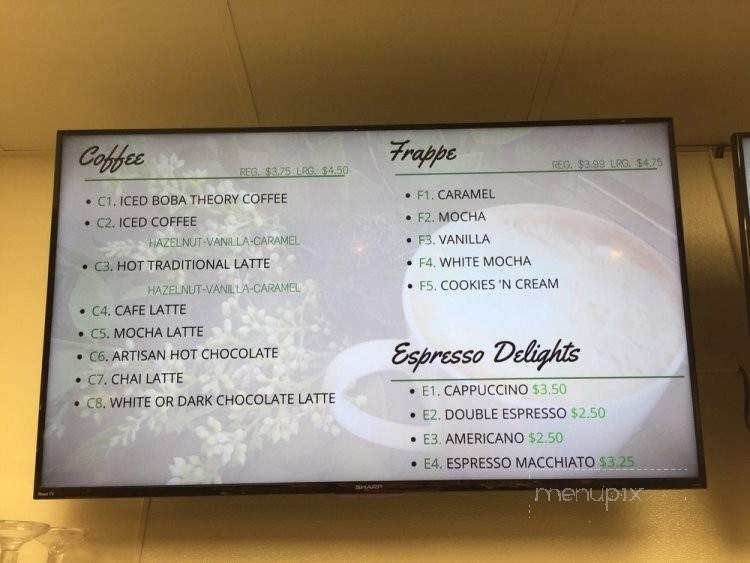 Coffee
REG. $3.75 LRG. $4.50
• C1. ICED BOBA THEORY COFFEE
• C2. ICED COFFEE
HAZELNUT-VANILLA-CARAMEL
• C3. HOT TRADITIONAL LATTE
HAZELNUT-VANILLA-CARAMEL
• C4. CAFE LATTE
• C5. MOCHA LATTE
• C6. ARTISAN HOT CHOCOLATE
• C7. CHAI LATTE
• C8. WHITE OR DARK CHOCOLATE LATTE
Frappe
REG. $3.99 LRG. $4.75
• F1. CARAMEL
• F2. MOCHA
• F3. VANILLA
• F4. WHITE MOCHA
• F5. COOKIES 'N CREAM
Espresso Delights
• E1. CAPPUCCINO $3.50
• E2. DOUBLE ESPRESSO $2.50
• E3. AMERICANO $2.50
• E4. ESPRESSO MACCHIATO $3.25
Roku TV
SHARP
menupix